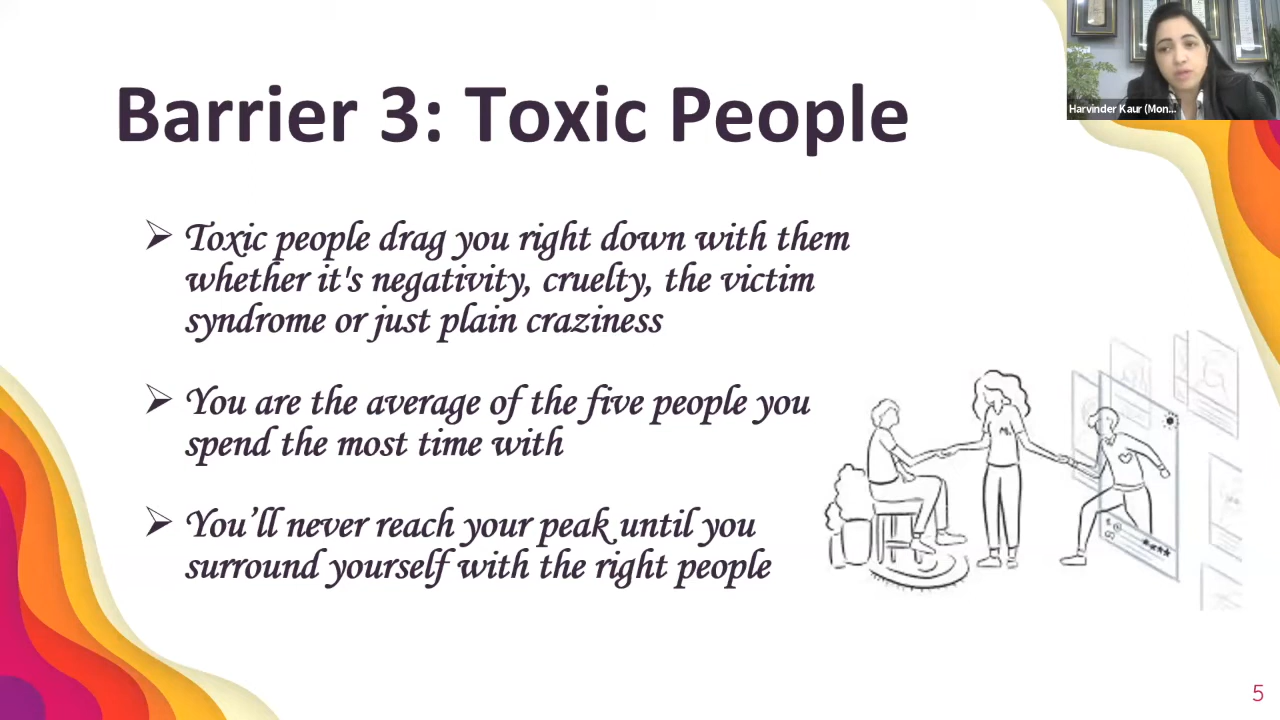 Harvinder Kaur (Mon...
Barrier 3: Toxic People
➢ Toxic people drag you right down with them
whether it's negativity, cruelty, the victim
syndrome or just plain craziness
➢ You are the average of the five people you
spend the most time with
➢ You’ll never reach your peak until you
surround yourself with the right people
5